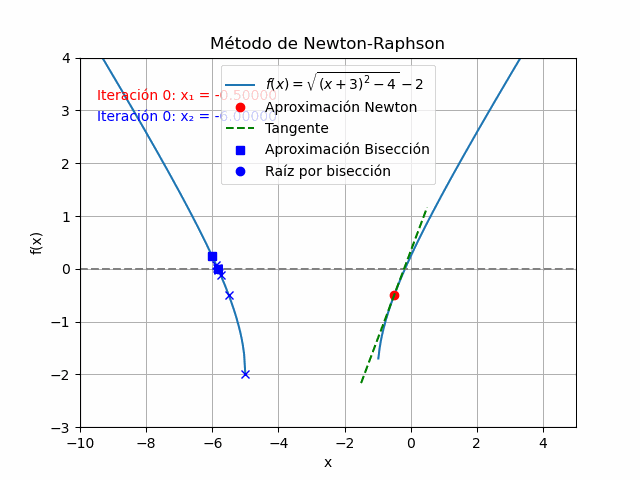 Método de Newton-Raphson
Iteración 0: x₁ = -0.50000
Iteración 0: x₂ = -6.00000
f(x) = √((x + 3)² − 4) − 2
Aproximación Newton
Tangente
Aproximación Bisección
Raíz por bisección
f(x)
4
3
2
1
0
−1
−2
−3
−10
−8
−6
−4
−2
0
2
4
x